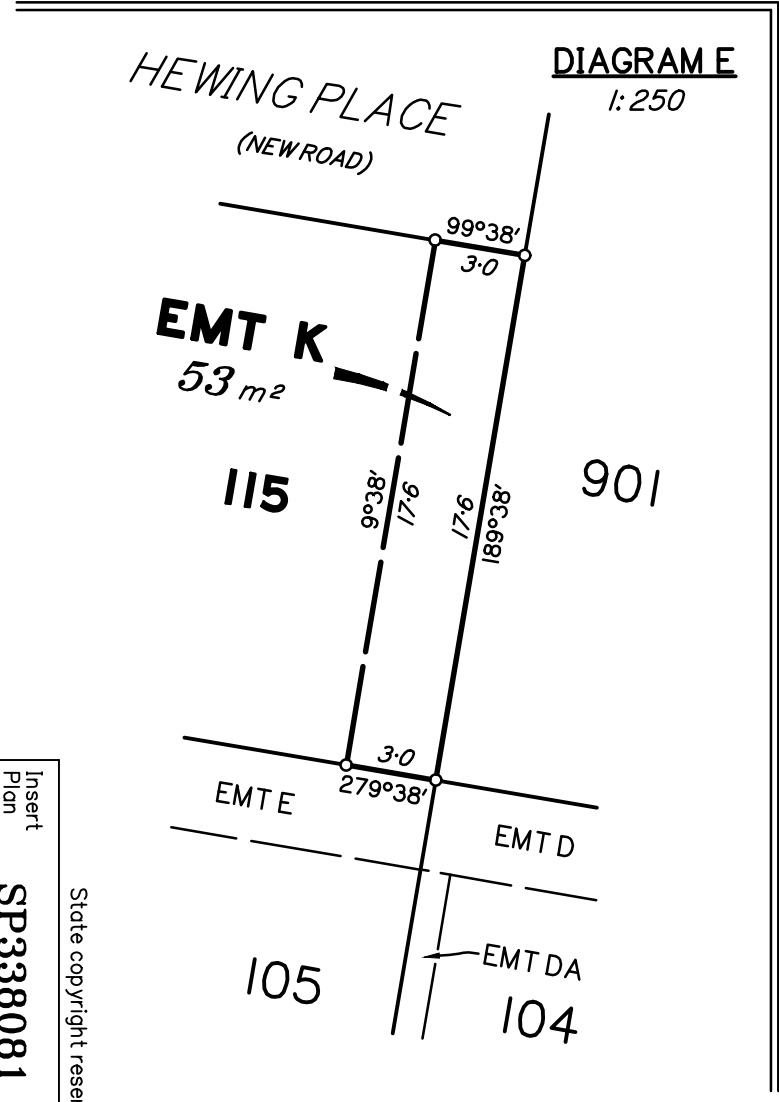 DIAGRAM E
1:250
HEWING PLACE
(NEW ROAD)
99°38'
3·0
EMT K
53 m²
115
9°38'
17·6
17·6
189°38'
901
3·0
279°38'
EMT E
EMT D
EMT DA
105
104
Insert
Plan
SP338081
State copyright reser